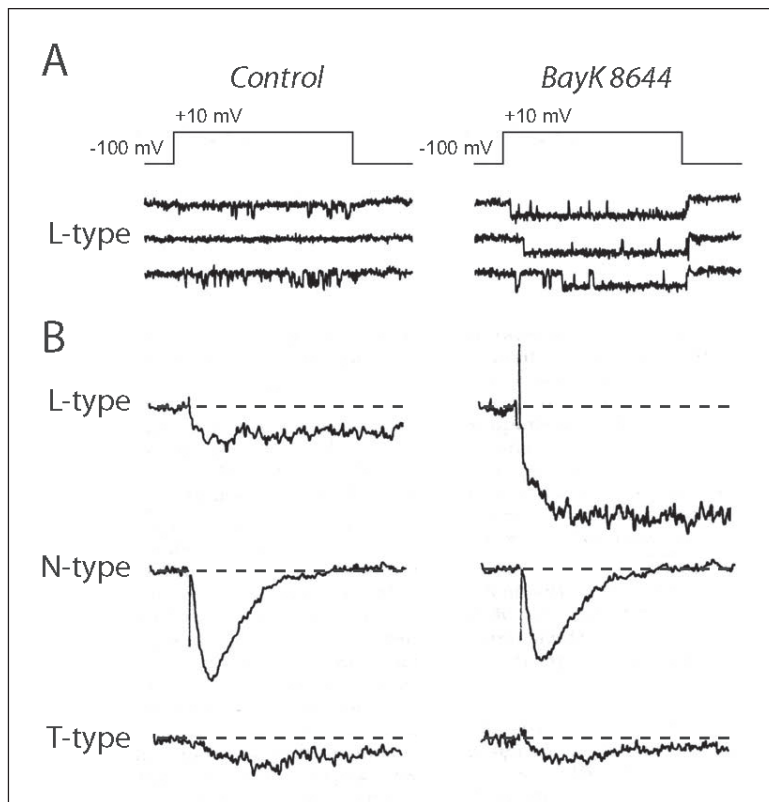 A
Control
BayK 8644
+10 mV
+10 mV
-100 mV
-100 mV
L-type
B
L-type
N-type
T-type